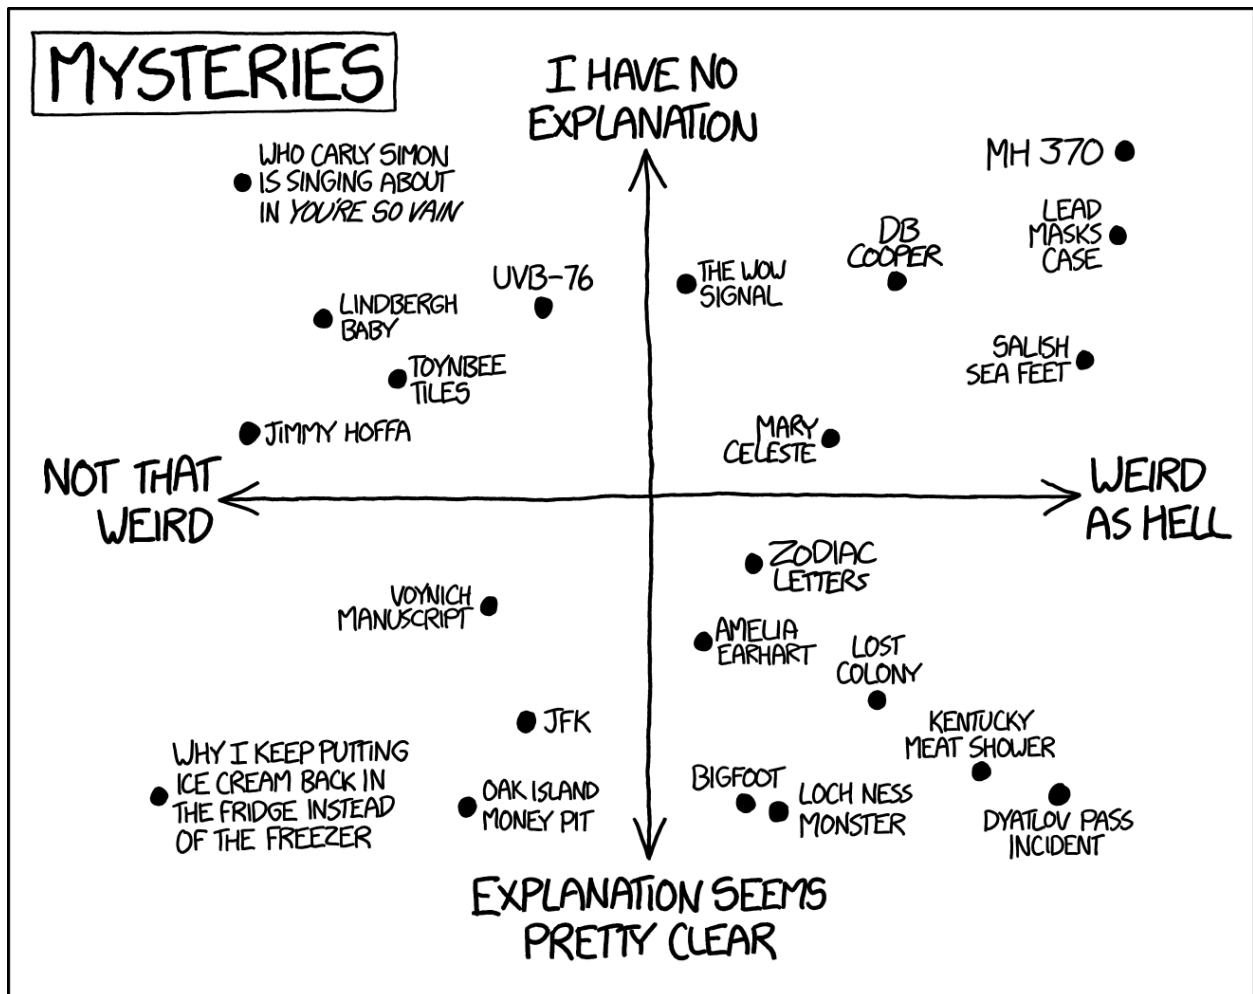 MYSTERIES
I HAVE NO
EXPLANATION
WHO CARLY SIMON
IS SINGING ABOUT
IN YOU'RE SO VAIN
MH 370
LEAD
MASKS
CASE
DB
COOPER
UVB-76
THE WOW
SIGNAL
LINDBERGH
BABY
TOYNBEE
TILES
SALISH
SEA FEET
JIMMY HOFFA
MARY
CELESTE
NOT THAT
WEIRD
WEIRD
AS HELL
ZODIAC
LETTERS
VOYNICH
MANUSCRIPT
AMELIA
EARHART
LOST
COLONY
JFK
KENTUCKY
MEAT SHOWER
WHY I KEEP PUTTING
ICE CREAM BACK IN
THE FRIDGE INSTEAD
OF THE FREEZER
OAK ISLAND
MONEY PIT
BIGFOOT
LOCH NESS
MONSTER
DYATLOV PASS
INCIDENT
EXPLANATION SEEMS
PRETTY CLEAR